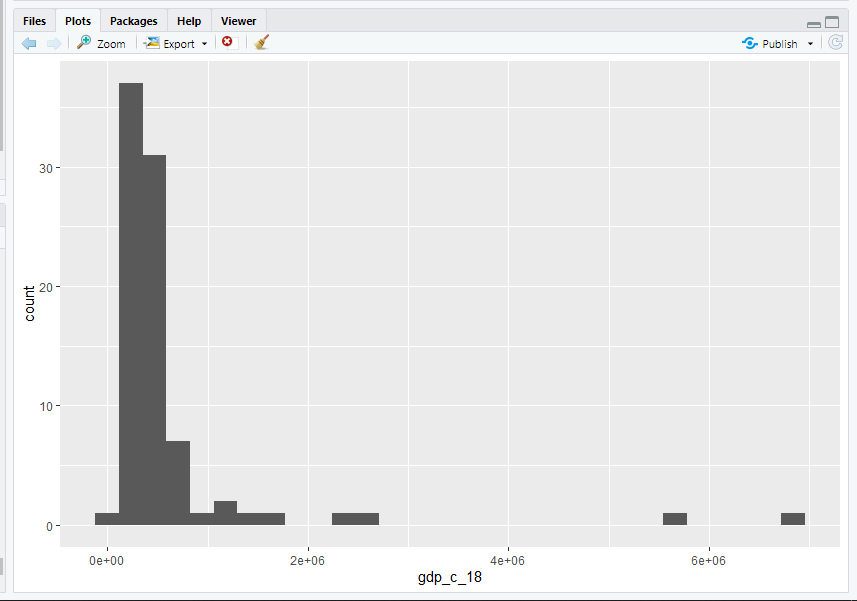 Files Plots Packages Help Viewer
Zoom Export Publish
30
20
10
0
count
0e+00 2e+06 4e+06 6e+06
gdp_c_18